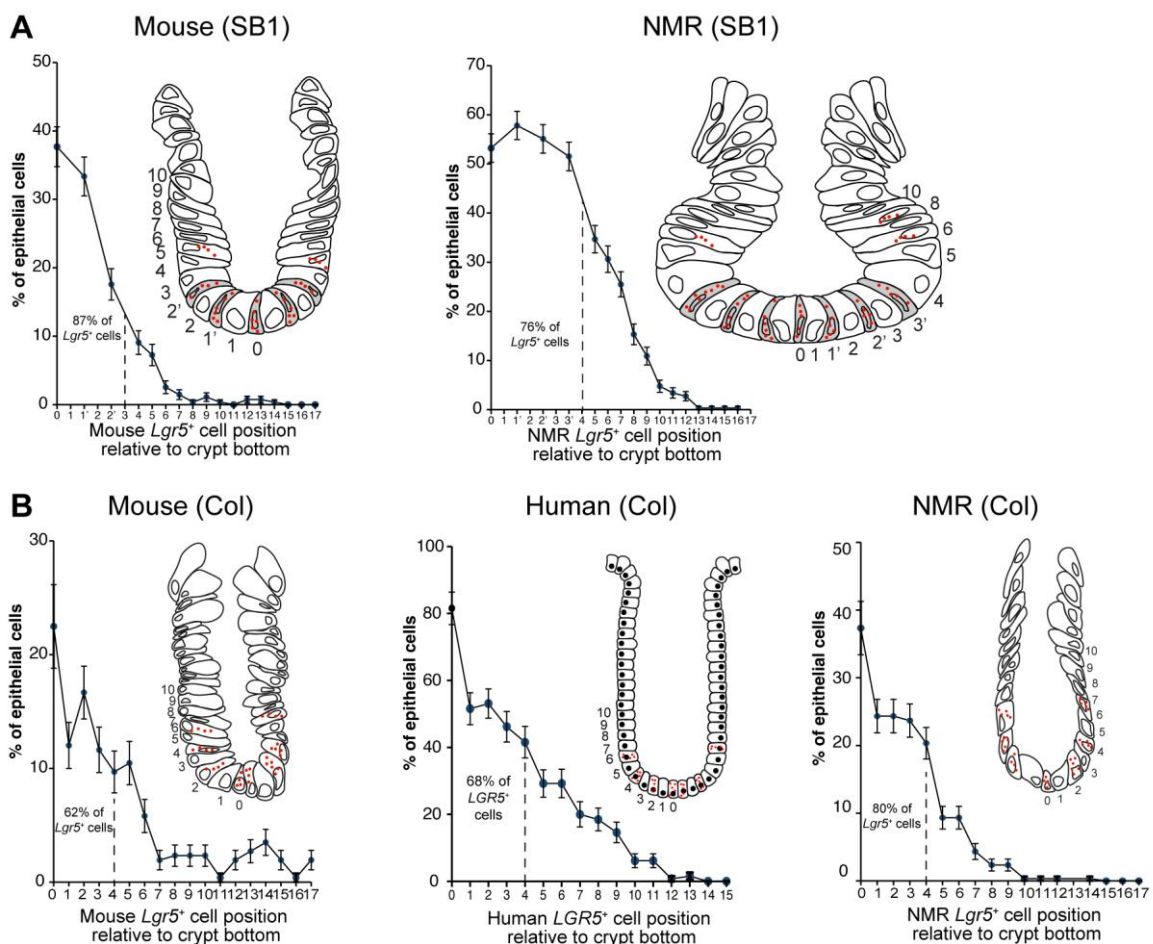 A
Mouse (SB1)
NMR (SB1)
% of epithelial cells
50
40
30
20
10
0
87% of
Lgr5+ cells
0 1 1' 2 2' 3 4 5 6 7 8 9 10 11 12 13 14 15 16 17
Mouse Lgr5+ cell position
relative to crypt bottom
10
9
8
7
6
5
4
3
2'
2
1'
1
0
% of epithelial cells
70
60
50
40
30
20
10
0
76% of
Lgr5+ cells
0 1 1' 2 2' 3 3' 4 5 6 7 8 9 10 11 12 13 14 15 16 17
NMR Lgr5+ cell position
relative to crypt bottom
10
8
6
5
4
3'
3
2'
2
1'
1
0
B
Mouse (Col)
Human (Col)
NMR (Col)
% of epithelial cells
30
20
10
0
62% of
Lgr5+ cells
0 1 2 3 4 5 6 7 8 9 10 11 12 13 14 15 16 17
Mouse Lgr5+ cell position
relative to crypt bottom
10
9
8
7
6
5
4
3
2
1
0
% of epithelial cells
100
80
60
40
20
0
68% of
LGR5+
cells
0 1 2 3 4 5 6 7 8 9 10 11 12 13 14 15
Human LGR5+ cell position
relative to crypt bottom
10
9
8
7
6
5
4
3
2
1
0
% of epithelial cells
50
40
30
20
10
0
80% of
Lgr5+ cells
0 1 2 3 4 5 6 7 8 9 10 11 12 14 15 16 17
NMR Lgr5+ cell position
relative to crypt bottom
10
9
8
7
6
5
4
3
2
1
0